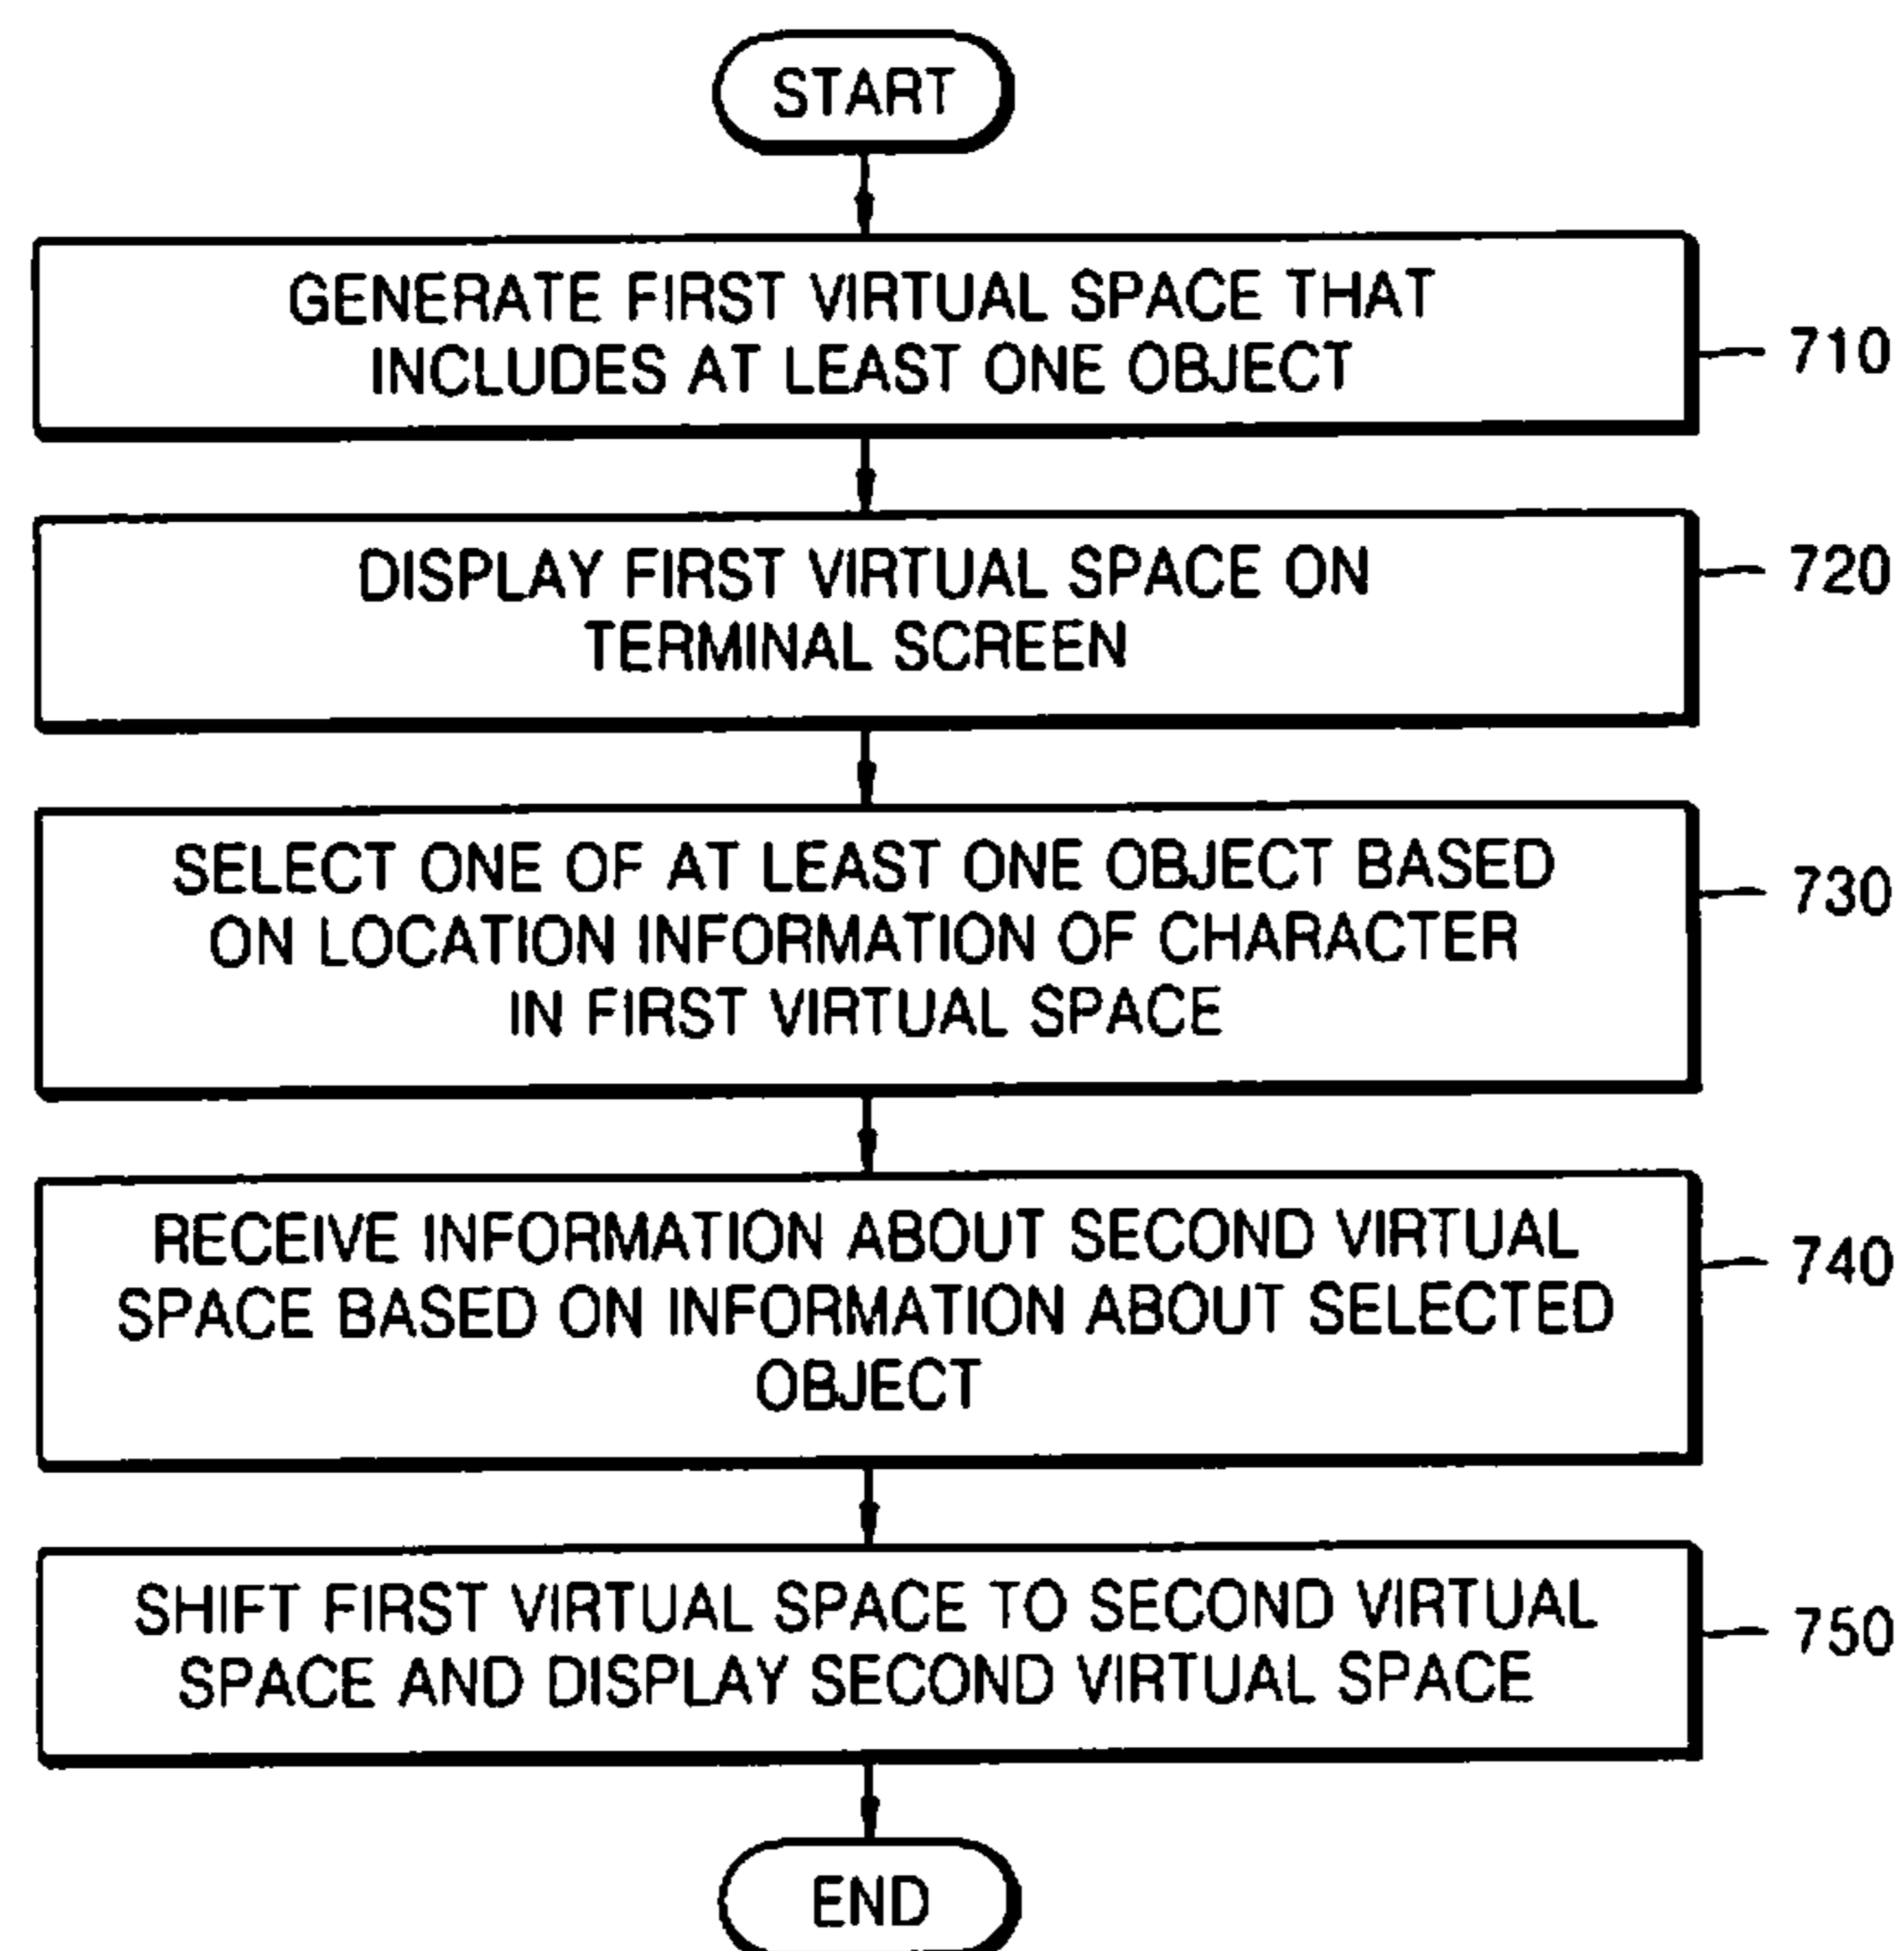 START
GENERATE FIRST VIRTUAL SPACE THAT
INCLUDES AT LEAST ONE OBJECT
710
DISPLAY FIRST VIRTUAL SPACE ON
TERMINAL SCREEN
720
SELECT ONE OF AT LEAST ONE OBJECT BASED
ON LOCATION INFORMATION OF CHARACTER
IN FIRST VIRTUAL SPACE
730
RECEIVE INFORMATION ABOUT SECOND VIRTUAL
SPACE BASED ON INFORMATION ABOUT SELECTED
OBJECT
740
SHIFT FIRST VIRTUAL SPACE TO SECOND VIRTUAL
SPACE AND DISPLAY SECOND VIRTUAL SPACE
750
END